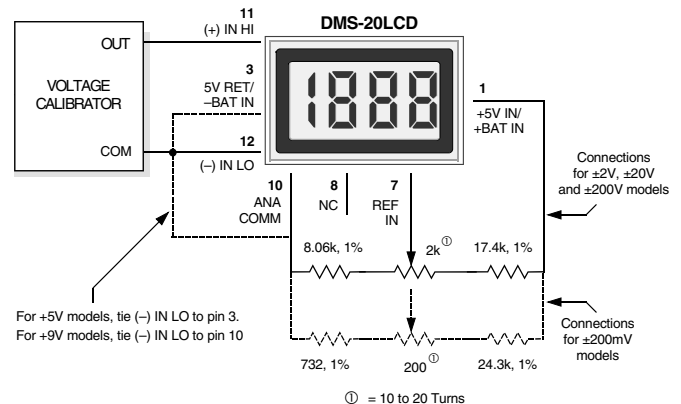 DMS-20LCD
11
(+) IN HI
OUT
VOLTAGE
CALIBRATOR
COM
3
5V RET/
–BAT IN
12
(–) IN LO
1888
1
+5V IN/
+BAT IN
Connections
for ±2V, ±20V
and ±200V models
10
ANA
COMM
8
NC
7
REF
IN
8.06k, 1%
2k①
17.4k, 1%
For +5V models, tie (–) IN LO to pin 3.
For +9V models, tie (–) IN LO to pin 10
732, 1%
200①
24.3k, 1%
Connections
for ±200mV
models
① = 10 to 20 Turns